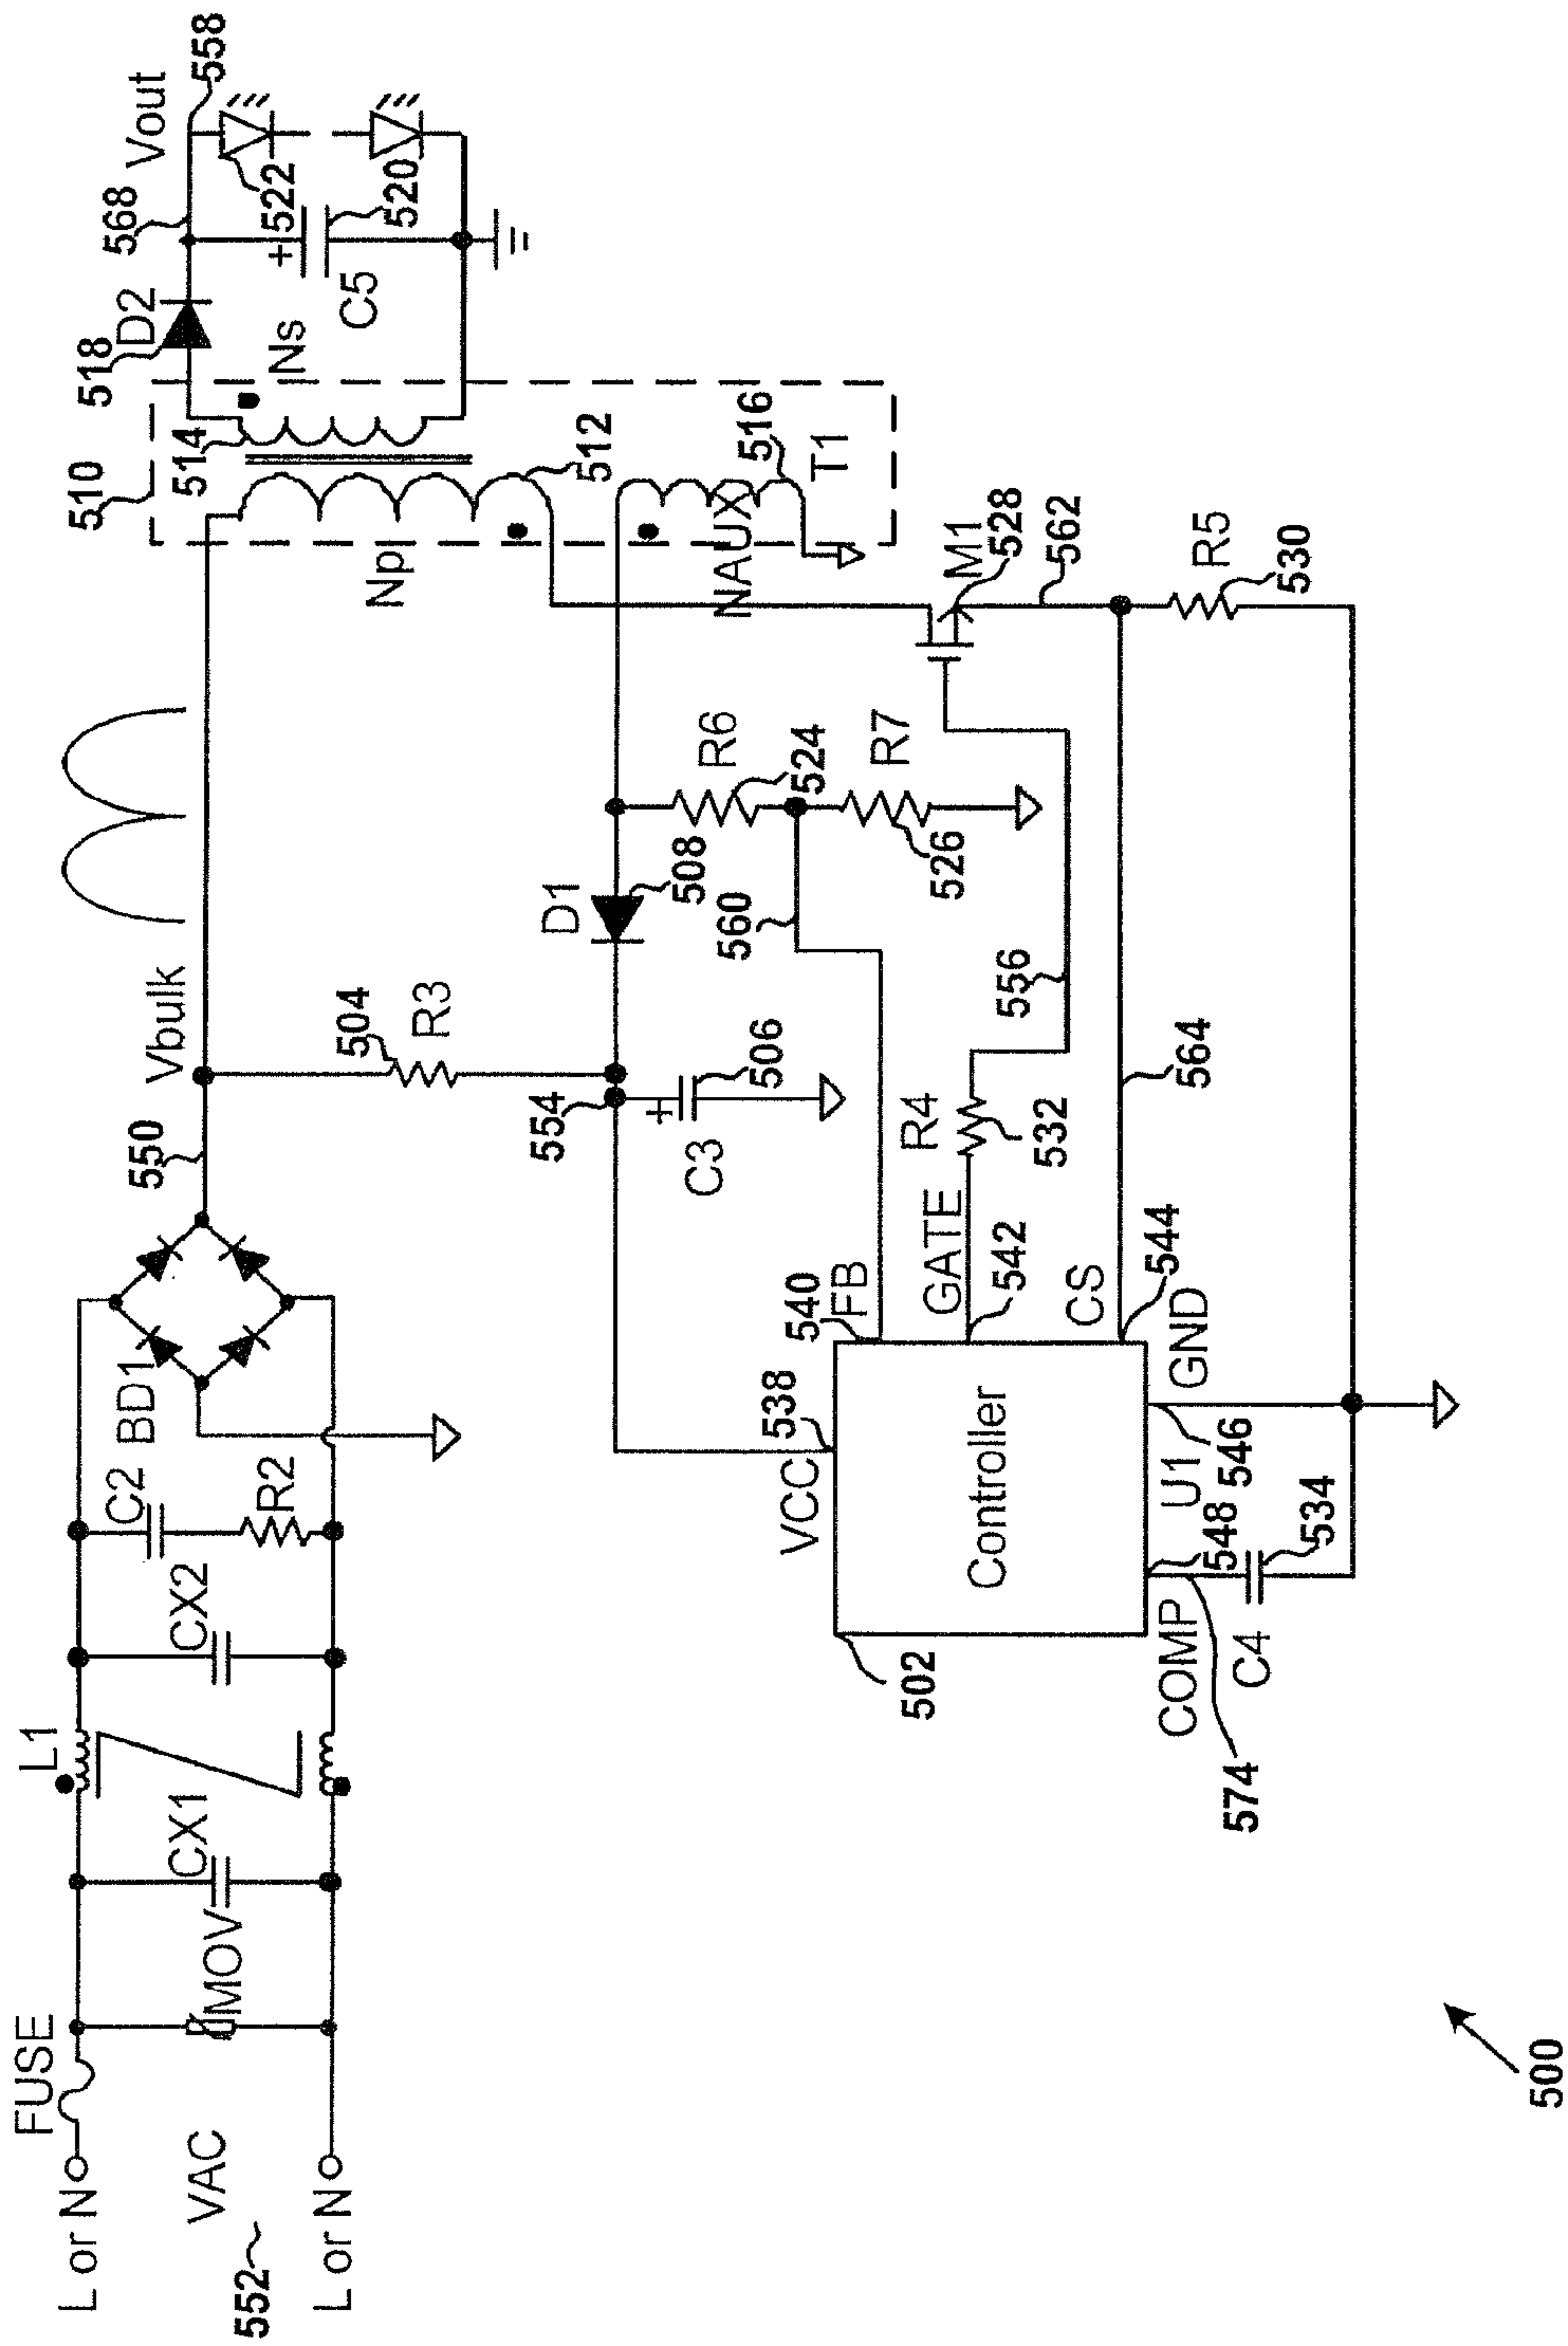 FUSE
L or N
VAC
552
L or N
MOV
CX1
L1
CX2
C2
R2
BD1
550
Vbulk
504
R3
510
514
Np
512
518
D2
Ns
568
Vout
558
522
C5
520
516
T1
NAUX
554
C3
506
D1
508
R6
524
R7
526
560
M1
528
562
R5
530
VCC
538
540
FB
GATE
542
R4
532
556
CS
544
564
Controller
502
GND
546
U1
548
COMP
C4
534
574
500